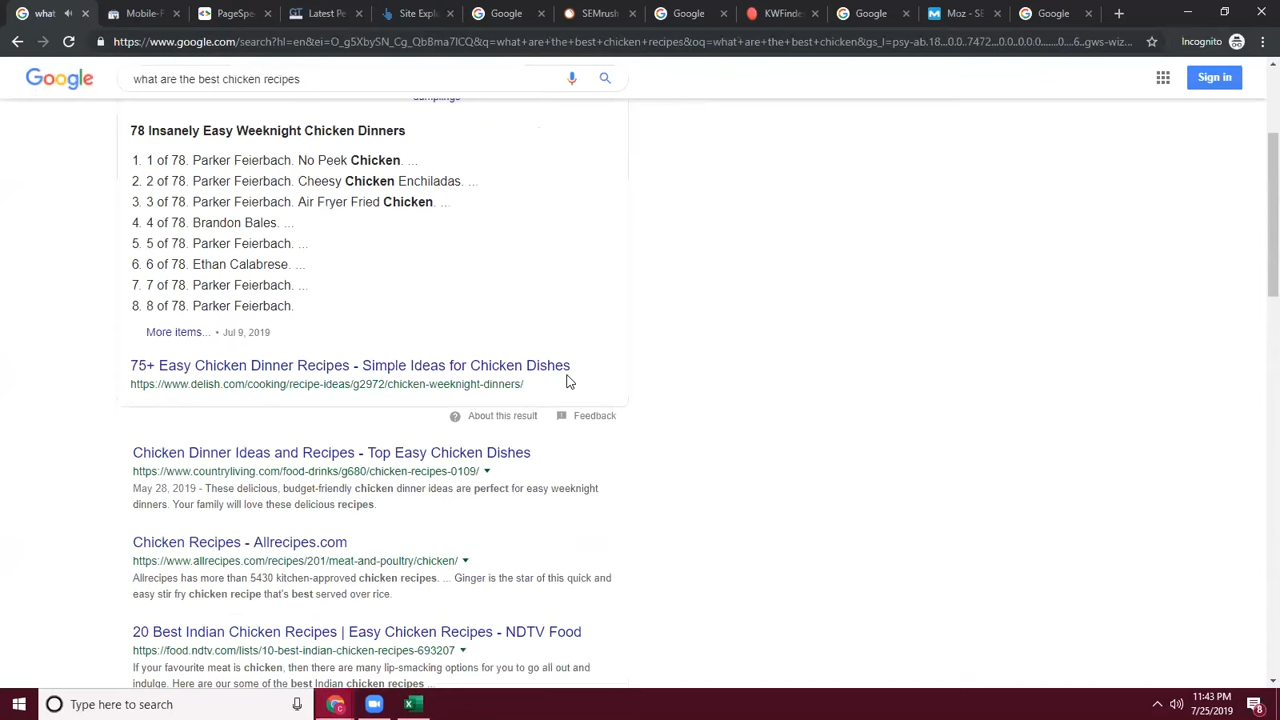 what
Mobile-F
PageSpe
Latest Pe
Site Expl
Google
SEMrush
Google
KWFinde
Google
Moz - SE
Google
https://www.google.com/search?hl=en&ei=O_g5XbySN_Cg_QbBma7ICQ&q=what+are+the+best+chicken+recipes&oq=what+are+the+best+chicken&gs_l=psy-ab.18...0.0..7472...0.0..0.0.0.......0......6..gws-wiz...
Incognito
Google
what are the best chicken recipes
Sign in
78 Insanely Easy Weeknight Chicken Dinners
1. 1 of 78. Parker Feierbach. No Peek Chicken. ...
2. 2 of 78. Parker Feierbach. Cheesy Chicken Enchiladas. ...
3. 3 of 78. Parker Feierbach. Air Fryer Fried Chicken. ...
4. 4 of 78. Brandon Bales. ...
5. 5 of 78. Parker Feierbach. ...
6. 6 of 78. Ethan Calabrese. ...
7. 7 of 78. Parker Feierbach. ...
8. 8 of 78. Parker Feierbach.
More items... • Jul 9, 2019
75+ Easy Chicken Dinner Recipes - Simple Ideas for Chicken Dishes
https://www.delish.com/cooking/recipe-ideas/g2972/chicken-weeknight-dinners/
About this result
Feedback
Chicken Dinner Ideas and Recipes - Top Easy Chicken Dishes
https://www.countryliving.com/food-drinks/g680/chicken-recipes-0109/
May 28, 2019 - These delicious, budget-friendly chicken dinner ideas are perfect for easy weeknight
dinners. Your family will love these delicious recipes.
Chicken Recipes - Allrecipes.com
https://www.allrecipes.com/recipes/201/meat-and-poultry/chicken/
Allrecipes has more than 5430 kitchen-approved chicken recipes. ... Ginger is the star of this quick and
easy stir fry chicken recipe that's best served over rice.
20 Best Indian Chicken Recipes | Easy Chicken Recipes - NDTV Food
https://food.ndtv.com/lists/10-best-indian-chicken-recipes-693207
If your favourite meat is chicken, then there are many lip-smacking options for you to go all out and
indulge. Here are our some of the best Indian chicken recipes ...
Type here to search
11:43 PM
7/25/2019
8